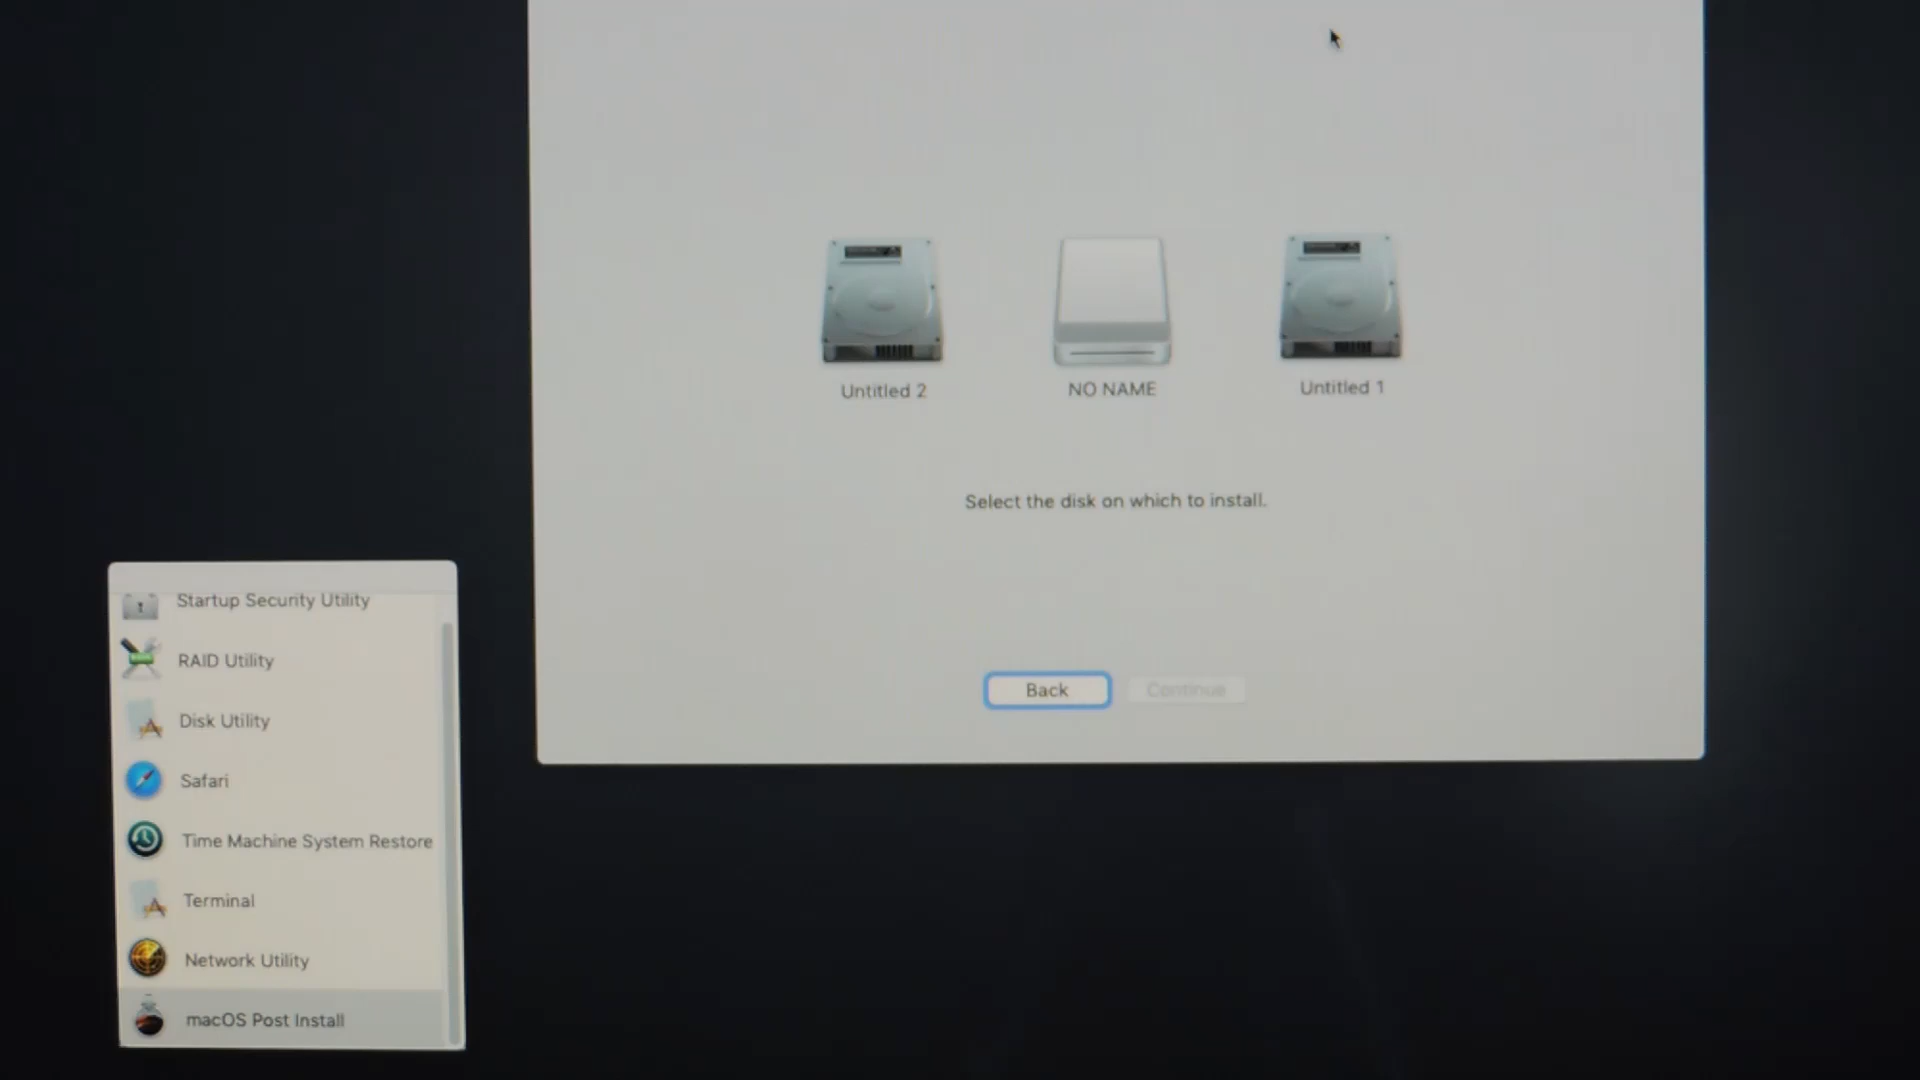 Untitled 2
NO NAME
Untitled 1
Select the disk on which to install.
Back
Continue
Startup Security Utility
RAID Utility
Disk Utility
Safari
Time Machine System Restore
Terminal
Network Utility
macOS Post Install